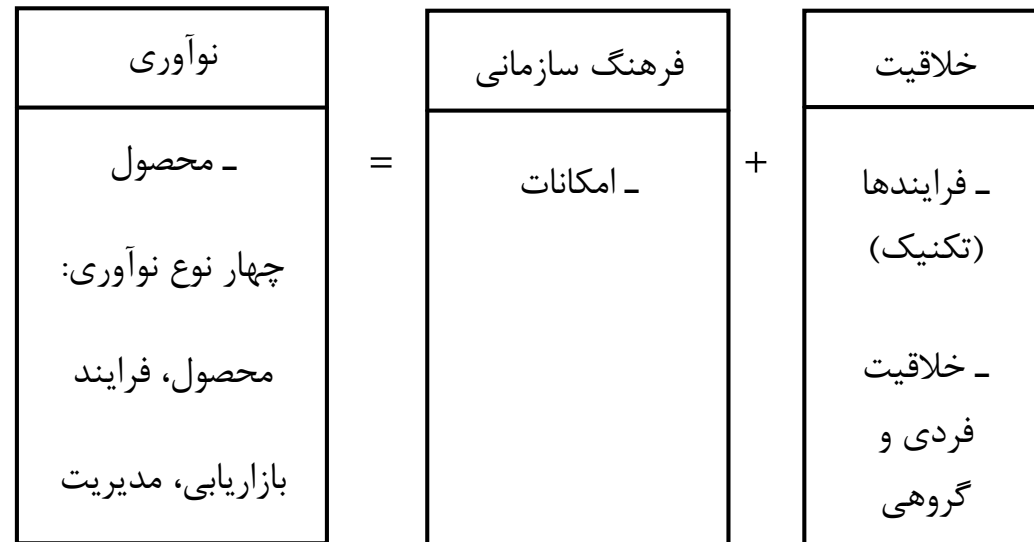 خلاقیت
ـ فرایندها
(تکنیک)
ـ خلاقیت
فردی و
گروهی
+
فرهنگ سازمانی
ـ امکانات
=
نوآوری
ـ محصول
چهار نوع نوآوری:
محصول، فرایند
بازاریابی، مدیریت